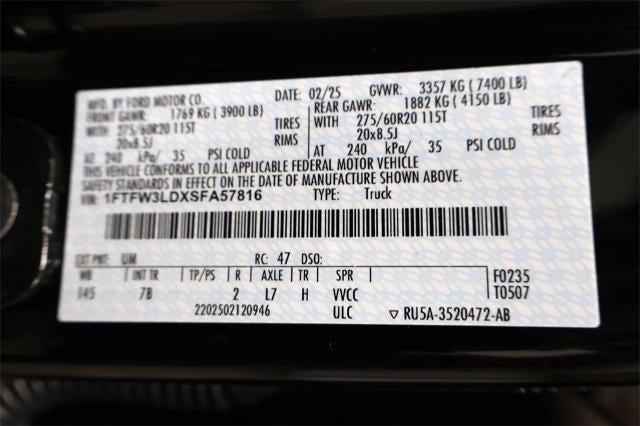 MFD. BY FORD MOTOR CO. DATE: 02/25 GVWR: 3357 KG (7400 LB)
FRONT GAWR: 1769 KG (3900 LB) REAR GAWR: 1882 KG (4150 LB)
WITH 275/60R20 115T TIRES WITH 275/60R20 115T TIRES
20x8.5J RIMS 20x8.5J RIMS
AT 240 kPa/ 35 PSI COLD AT 240 kPa/ 35 PSI COLD
THIS VEHICLE CONFORMS TO ALL APPLICABLE FEDERAL MOTOR VEHICLE
SAFETY STANDARDS IN EFFECT ON THE DATE OF MANUFACTURE SHOWN ABOVE.
VIN: 1FTFW3LDXSFA57816 TYPE: Truck
EXT PNT: UM RC: 47 DSO:
WB INT TR TP/PS R AXLE TR SPR F0235
145 7B 2 L7 H VVCC T0507
2202502120946 ULC ▽ RU5A-3520472-AB